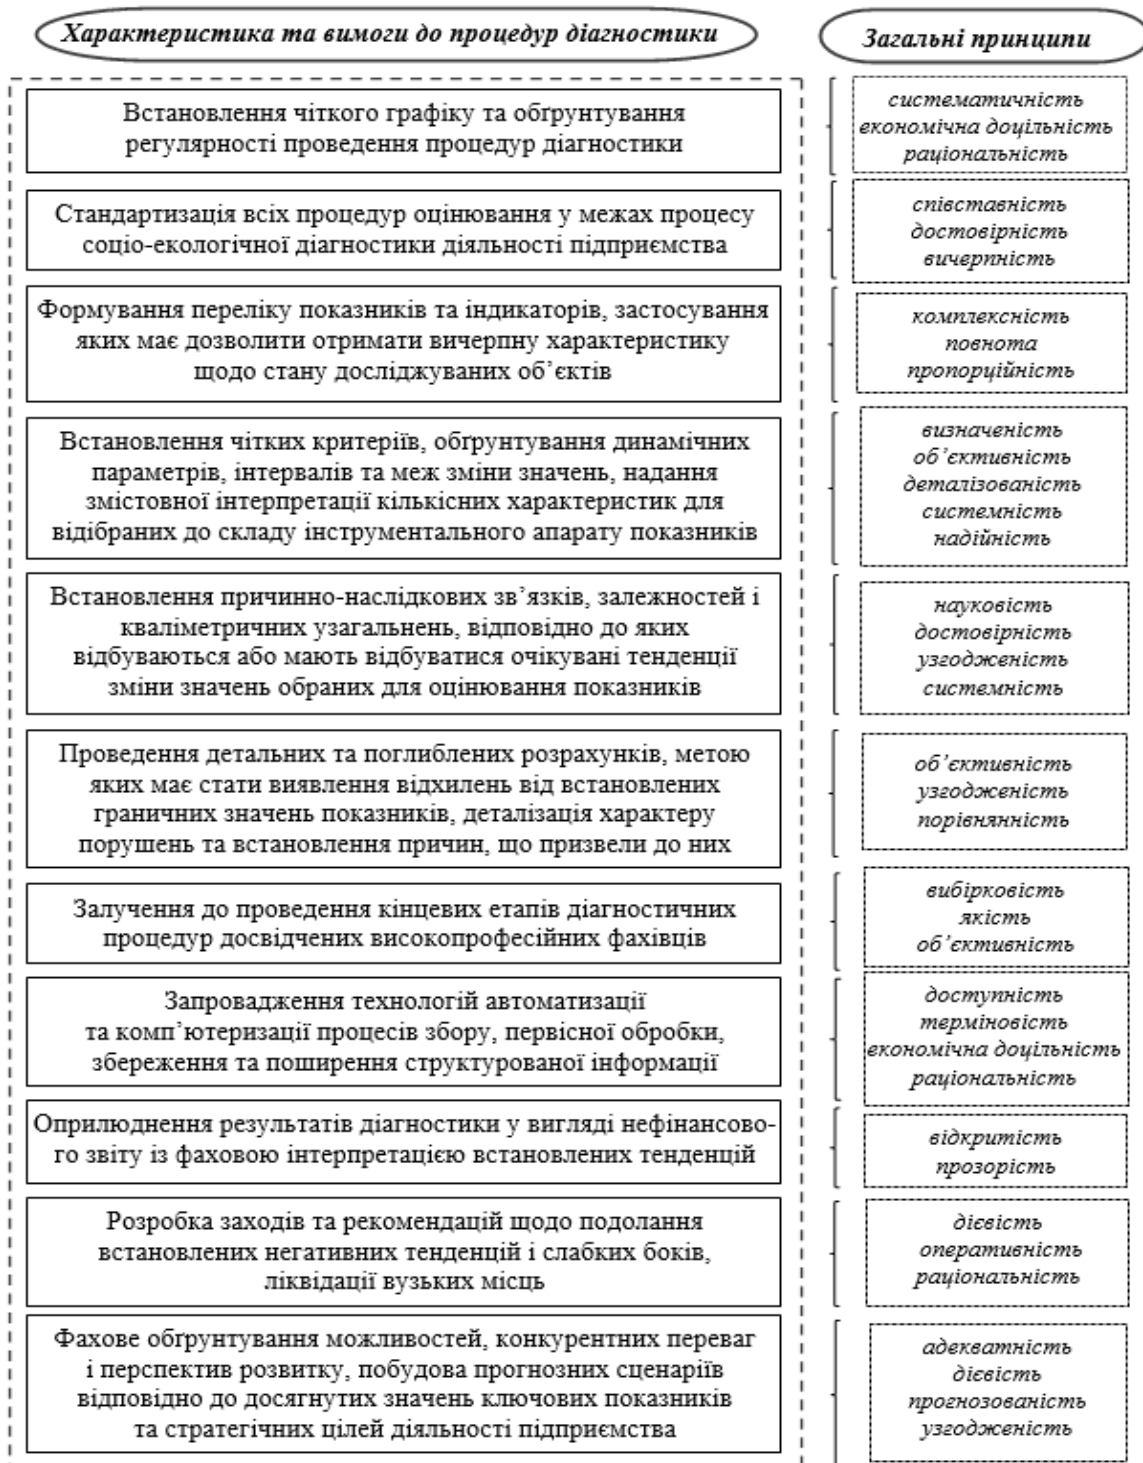 Характеристика та вимоги до процедур діагностики
Загальні принципи
Встановлення чіткого графіку та обґрунтування
регулярності проведення процедур діагностики
систематичність
економічна доцільність
раціональність
Стандартизація всіх процедур оцінювання у межах процесу
соціо-екологічної діагностики діяльності підприємства
співставність
достовірність
вичерпність
Формування переліку показників та індикаторів, застосування
яких має дозволити отримати вичерпну характеристику
щодо стану досліджуваних об’єктів
комплексність
повнота
пропорційність
Встановлення чітких критеріїв, обґрунтування динамічних
параметрів, інтервалів та меж зміни значень, надання
змістовної інтерпретації кількісних характеристик для
відібраних до складу інструментального апарату показників
визначеність
об’єктивність
деталізованість
системність
надійність
Встановлення причинно-наслідкових зв’язків, залежностей і
кваліметричних узагальнень, відповідно до яких
відбуваються або мають відбуватися очікувані тенденції
зміни значень обраних для оцінювання показників
науковість
достовірність
узгодженість
системність
Проведення детальних та поглиблених розрахунків, метою
яких має стати виявлення відхилень від встановлених
граничних значень показників, деталізація характеру
порушень та встановлення причин, що призвели до них
об’єктивність
узгодженість
порівнянність
Залучення до проведення кінцевих етапів діагностичних
процедур досвідчених високопрофесійних фахівців
вибірковість
якість
об’єктивність
Запровадження технологій автоматизації
та комп’ютеризації процесів збору, первісної обробки,
збереження та поширення структурованої інформації
доступність
терміновість
економічна доцільність
раціональність
Оприлюднення результатів діагностики у вигляді нефінансово-
го звіту із фаховою інтерпретацією встановлених тенденцій
відкритість
прозорість
Розробка заходів та рекомендацій щодо подолання
встановлених негативних тенденцій і слабких боків,
ліквідації вузьких місць
дієвість
оперативність
раціональність
Фахове обґрунтування можливостей, конкурентних переваг
і перспектив розвитку, побудова прогнозних сценаріїв
відповідно до досягнутих значень ключових показників
та стратегічних цілей діяльності підприємства
адекватність
дієвість
прогнозованість
узгодженість